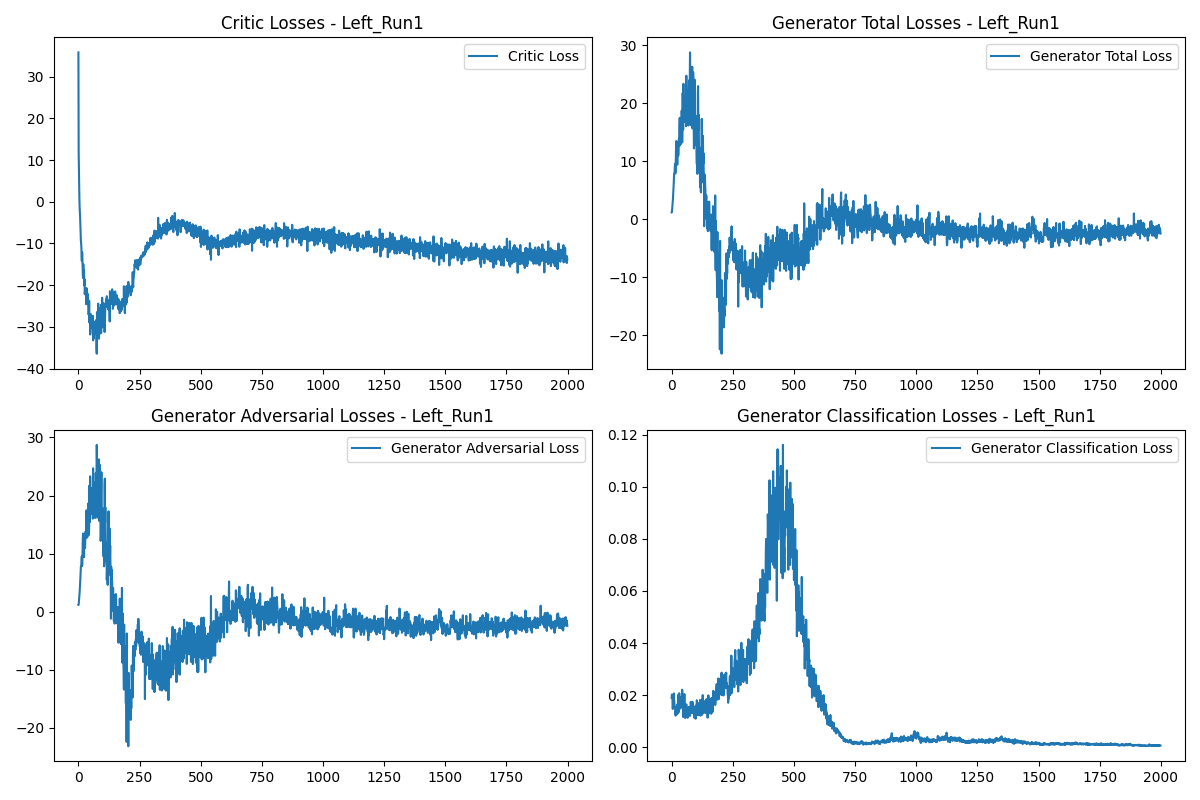 Critic Losses - Left_Run1
Critic Loss
30
20
10
0
−10
−20
−30
−40
0 250 500 750 1000 1250 1500 1750 2000
Generator Total Losses - Left_Run1
Generator Total Loss
30
20
10
0
−10
−20
0 250 500 750 1000 1250 1500 1750 2000
Generator Adversarial Losses - Left_Run1
Generator Adversarial Loss
30
20
10
0
−10
−20
0 250 500 750 1000 1250 1500 1750 2000
Generator Classification Losses - Left_Run1
Generator Classification Loss
0.12
0.10
0.08
0.06
0.04
0.02
0.00
0 250 500 750 1000 1250 1500 1750 2000